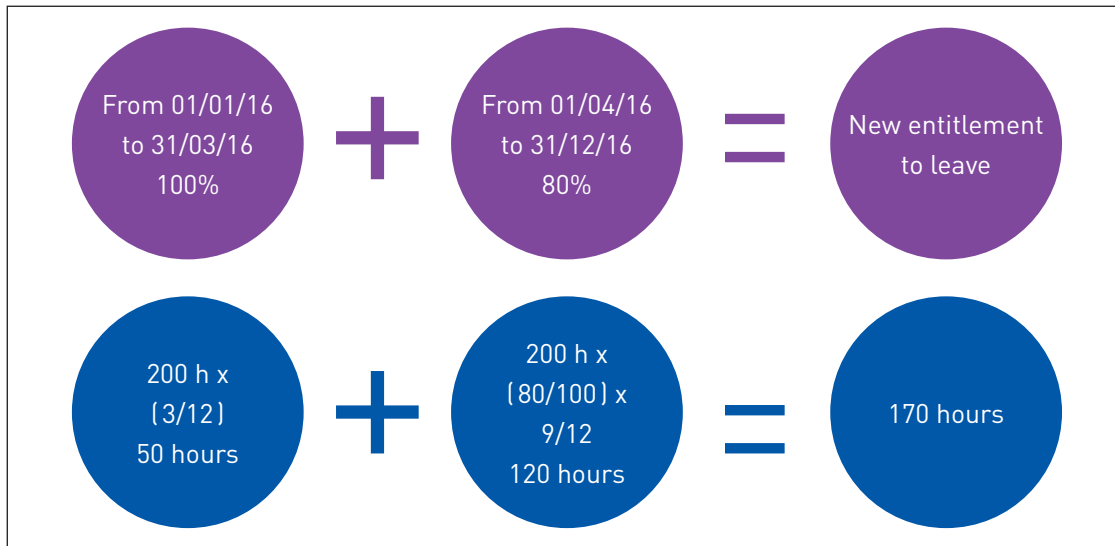 From 01/01/16
to 31/03/16
100%
+
From 01/04/16
to 31/12/16
80%
=
New entitlement
to leave
200 h x
(3/12)
50 hours
+
200 h x
(80/100) x
9/12
120 hours
=
170 hours